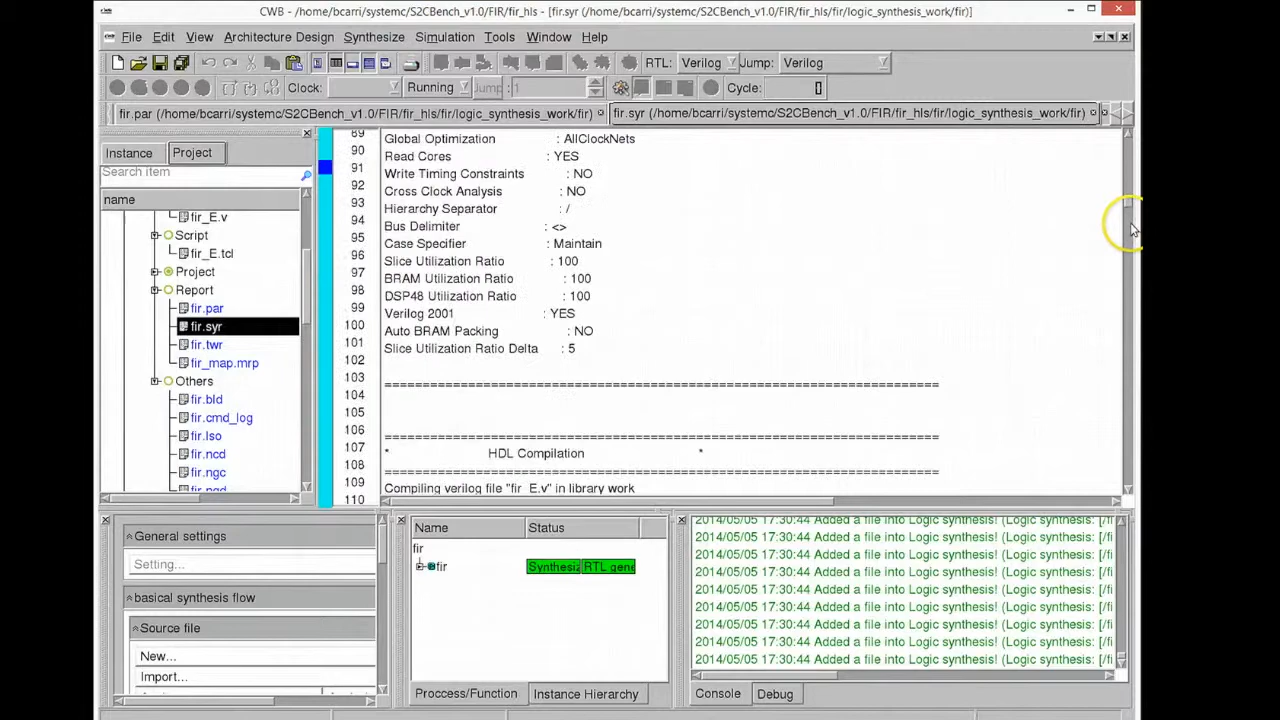 CWB - /home/bcarri/systemc/S2CBench_v1.0/FIR/fir_hls - [fir.syr (/home/bcarri/systemc/S2CBench_v1.0/FIR/fir_hls/fir/logic_synthesis_work/fir)]
File Edit View Architecture Design Synthesize Simulation Tools Window Help
RTL: Verilog Jump: Verilog
Clock: Running Jump: 1 Cycle: 0
fir.par (/home/bcarri/systemc/S2CBench_v1.0/FIR/fir_hls/fir/logic_synthesis_work/fir) fir.syr (/home/bcarri/systemc/S2CBench_v1.0/FIR/fir_hls/fir/logic_synthesis_work/fir)
Instance Project
Search item
name
fir_E.v
Script
fir_E.tcl
Project
Report
fir.par
fir.syr
fir.twr
fir_map.mrp
Others
fir.bld
fir.cmd_log
fir.lso
fir.ncd
fir.ngc
fir.ngd
89 Global Optimization : AllClockNets
90 Read Cores : YES
91 Write Timing Constraints : NO
92 Cross Clock Analysis : NO
93 Hierarchy Separator : /
94 Bus Delimiter : <>
95 Case Specifier : Maintain
96 Slice Utilization Ratio : 100
97 BRAM Utilization Ratio : 100
98 DSP48 Utilization Ratio : 100
99 Verilog 2001 : YES
100 Auto BRAM Packing : NO
101 Slice Utilization Ratio Delta : 5
102
103 =========================================================================
104
105
106 =========================================================================
107 * HDL Compilation *
108 =========================================================================
109 Compiling verilog file "fir_E.v" in library work
110
General settings
Setting...
basical synthesis flow
Source file
New...
Import...
Name Status
fir
fir Synthesiz RTL gene
Proccess/Function Instance Hierarchy
2014/05/05 17:30:44 Added a file into Logic synthesis! (Logic synthesis: [/fi
2014/05/05 17:30:44 Added a file into Logic synthesis! (Logic synthesis: [/fi
2014/05/05 17:30:44 Added a file into Logic synthesis! (Logic synthesis: [/fi
2014/05/05 17:30:44 Added a file into Logic synthesis! (Logic synthesis: [/fi
2014/05/05 17:30:44 Added a file into Logic synthesis! (Logic synthesis: [/fi
2014/05/05 17:30:44 Added a file into Logic synthesis! (Logic synthesis: [/fi
2014/05/05 17:30:44 Added a file into Logic synthesis! (Logic synthesis: [/fi
2014/05/05 17:30:44 Added a file into Logic synthesis! (Logic synthesis: [/fi
2014/05/05 17:30:44 Added a file into Logic synthesis! (Logic synthesis: [/fi
Console Debug